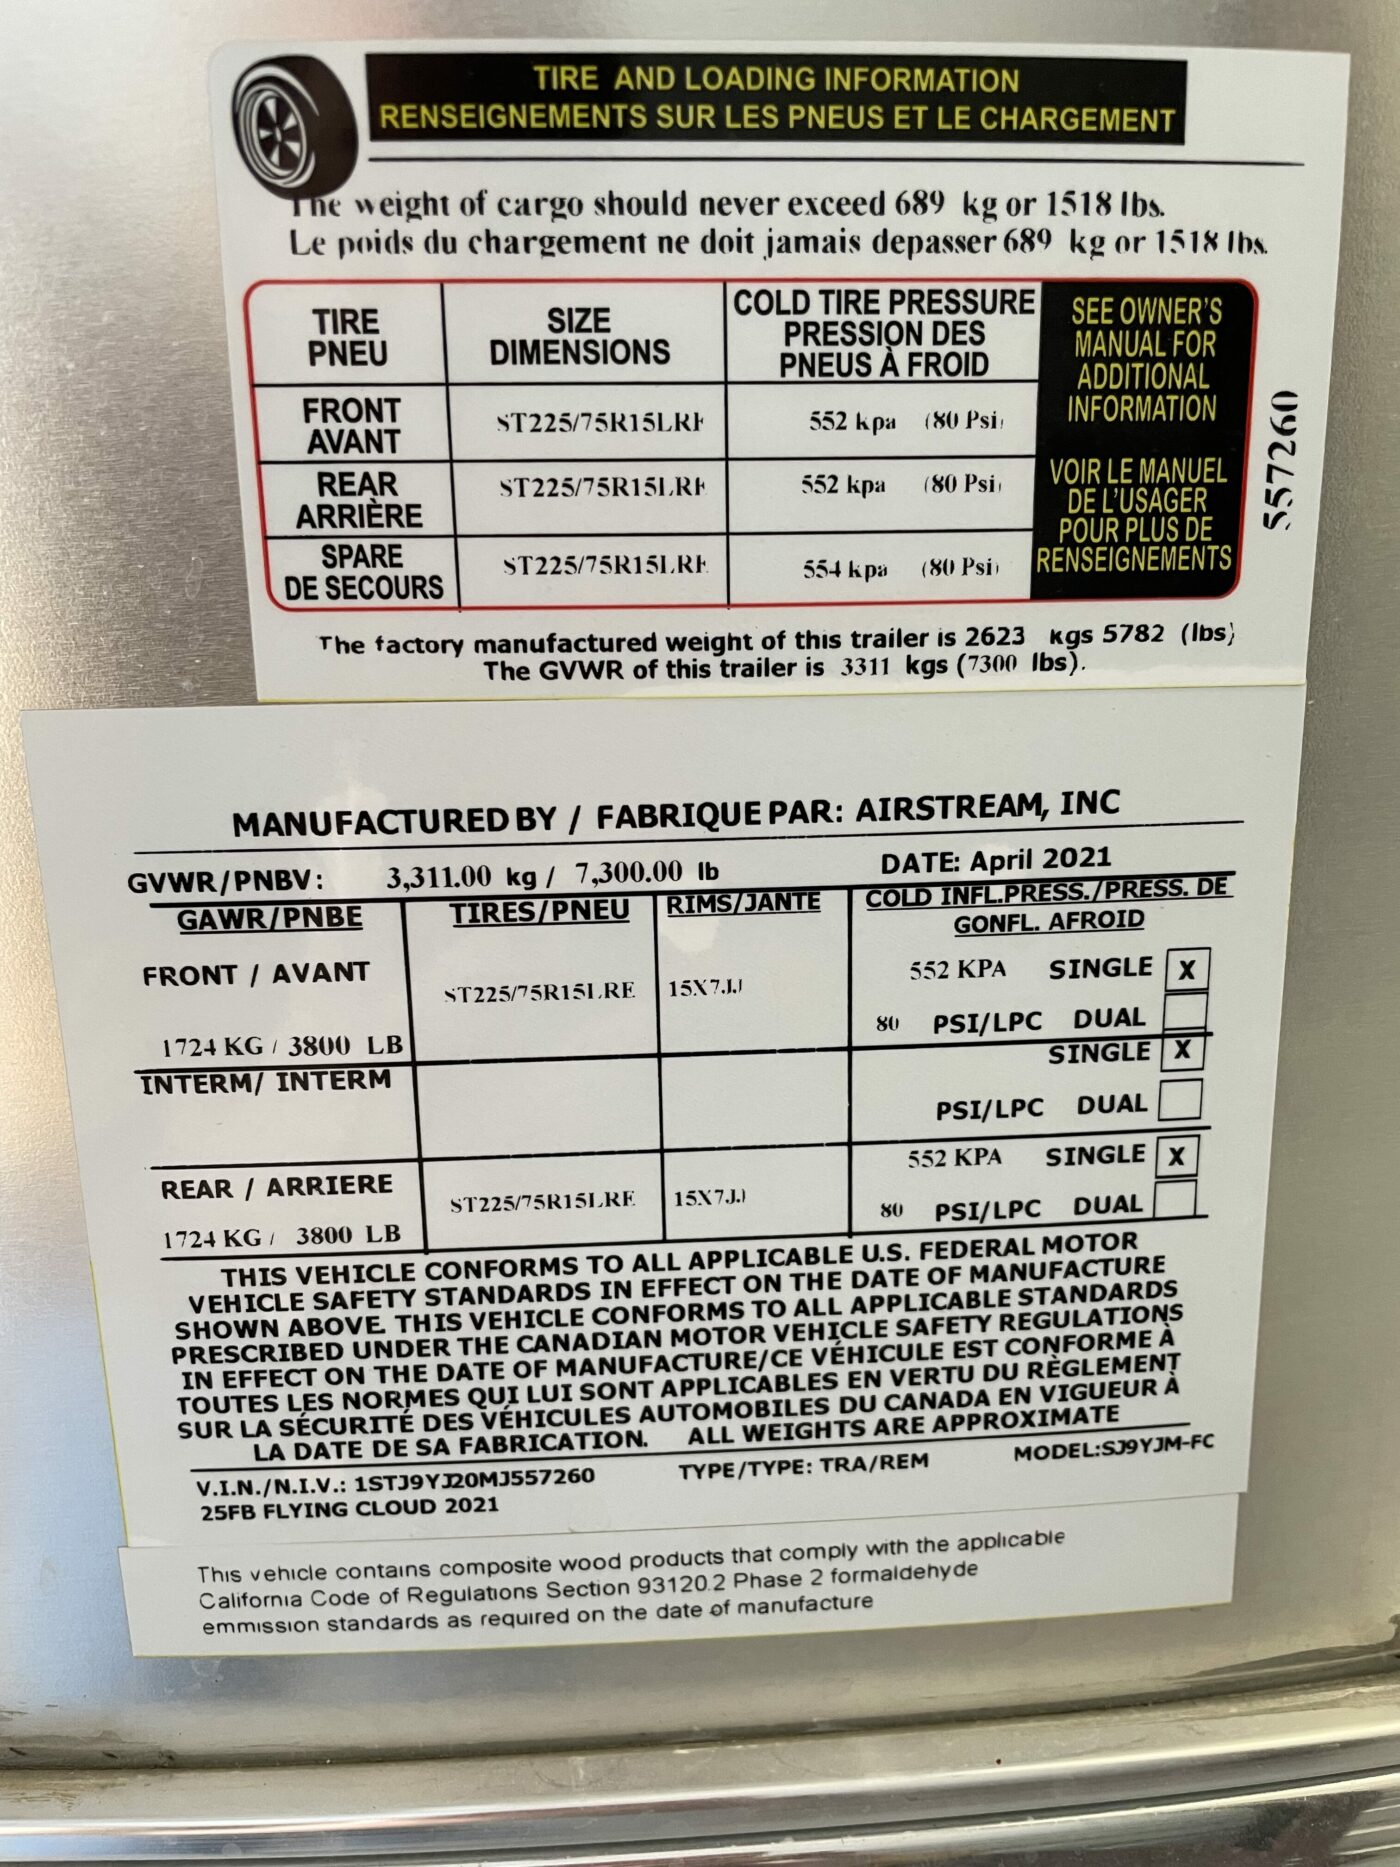 TIRE AND LOADING INFORMATION
RENSEIGNEMENTS SUR LES PNEUS ET LE CHARGEMENT
The weight of cargo should never exceed 689 kg or 1518 lbs.
Le poids du chargement ne doit jamais depasser 689 kg or 1518 lbs.
TIRE PNEU
SIZE DIMENSIONS
COLD TIRE PRESSURE PRESSION DES PNEUS À FROID
SEE OWNER'S MANUAL FOR ADDITIONAL INFORMATION
VOIR LE MANUEL DE L'USAGER POUR PLUS DE RENSEIGNEMENTS
557260
FRONT AVANT ST225/75R15LRE 552 kpa (80 Psi)
REAR ARRIÈRE ST225/75R15LRE 552 kpa (80 Psi)
SPARE DE SECOURS ST225/75R15LRE 554 kpa (80 Psi)
The factory manufactured weight of this trailer is 2623 kgs 5782 (lbs)
The GVWR of this trailer is 3311 kgs (7300 lbs).
MANUFACTURED BY / FABRIQUE PAR: AIRSTREAM, INC
GVWR/PNBV: 3,311.00 kg / 7,300.00 lb DATE: April 2021
GAWR/PNBE TIRES/PNEU RIMS/JANTE COLD INFL.PRESS./PRESS. DE
GONFL. AFROID
FRONT / AVANT ST225/75R15LRE 15X7JJ 552 KPA SINGLE X
1724 KG / 3800 LB 80 PSI/LPC DUAL
INTERM/ INTERM SINGLE X
PSI/LPC DUAL
REAR / ARRIERE ST225/75R15LRE 15X7JJ 552 KPA SINGLE X
1724 KG / 3800 LB 80 PSI/LPC DUAL
THIS VEHICLE CONFORMS TO ALL APPLICABLE U.S. FEDERAL MOTOR
VEHICLE SAFETY STANDARDS IN EFFECT ON THE DATE OF MANUFACTURE
SHOWN ABOVE. THIS VEHICLE CONFORMS TO ALL APPLICABLE STANDARDS
PRESCRIBED UNDER THE CANADIAN MOTOR VEHICLE SAFETY REGULATIONS
IN EFFECT ON THE DATE OF MANUFACTURE/CE VÉHICULE EST CONFORME À
TOUTES LES NORMES QUI LUI SONT APPLICABLES EN VERTU DU RÈGLEMENT
SUR LA SÉCURITÉ DES VÉHICULES AUTOMOBILES DU CANADA EN VIGUEUR À
LA DATE DE SA FABRICATION. ALL WEIGHTS ARE APPROXIMATE
V.I.N./N.I.V.: 1STJ9YJ20MJ557260 TYPE/TYPE: TRA/REM MODEL:SJ9YJM-FC
25FB FLYING CLOUD 2021
This vehicle contains composite wood products that comply with the applicable
California Code of Regulations Section 93120.2 Phase 2 formaldehyde
emmission standards as required on the date of manufacture